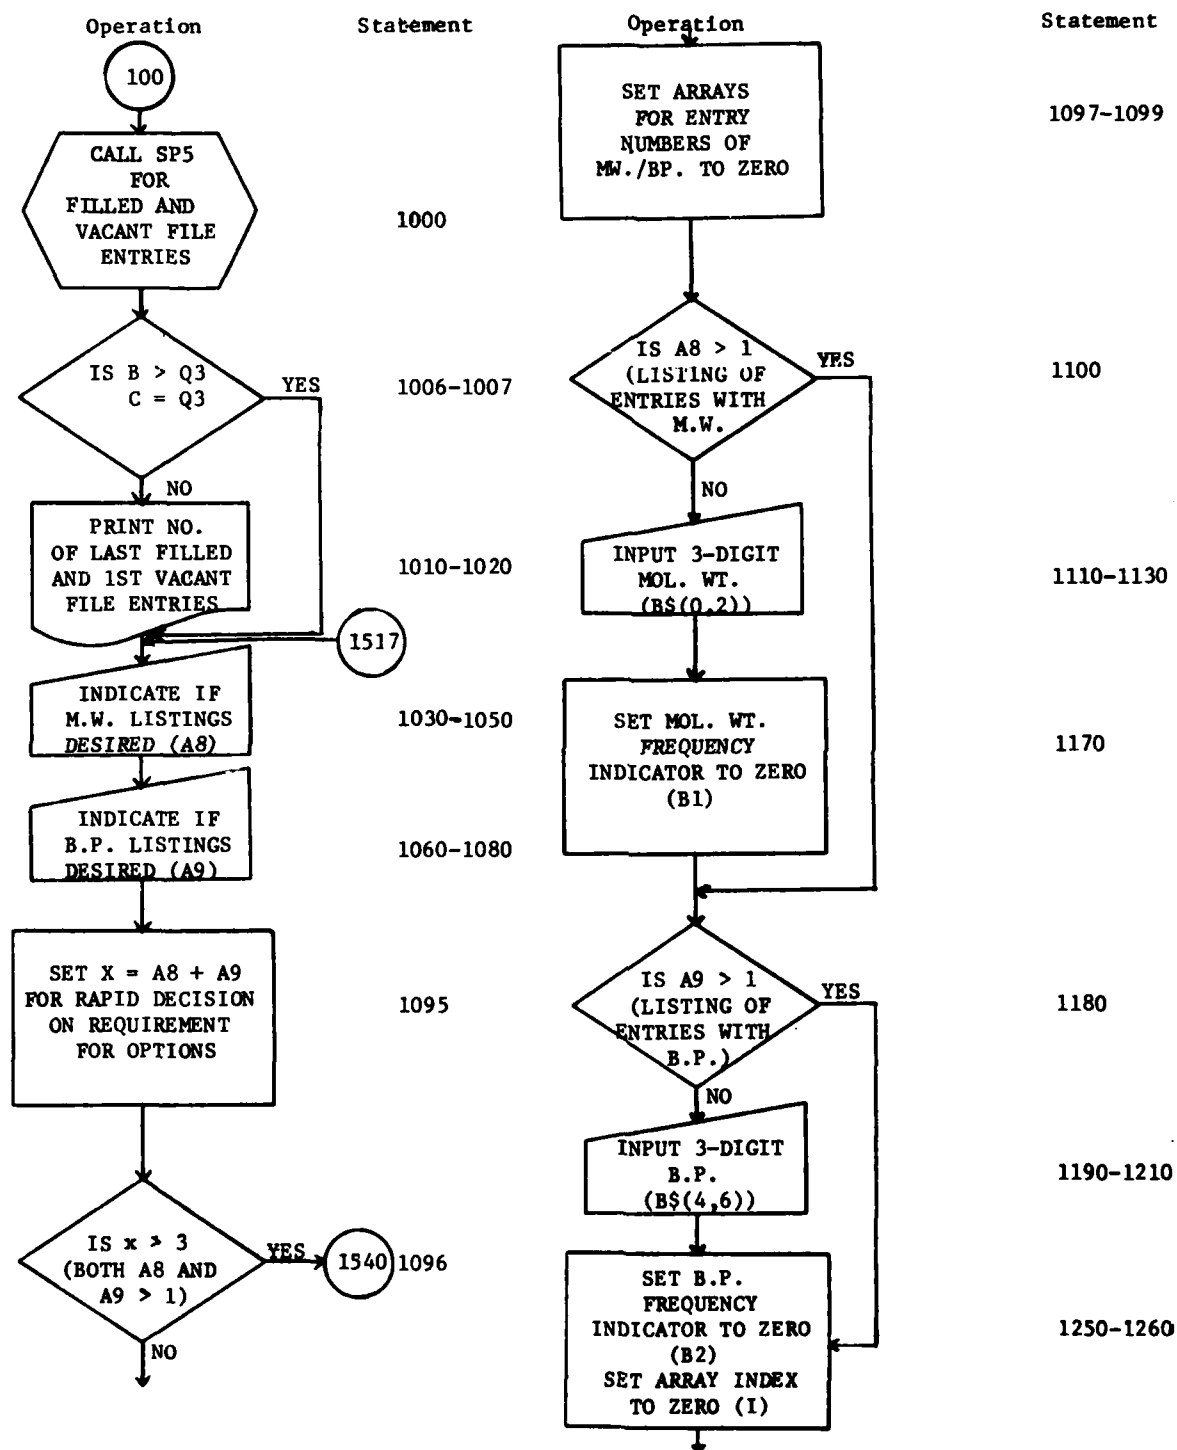 Operation
Statement
100
CALL SP5
FOR
FILLED AND
VACANT FILE
ENTRIES
1000
IS B > Q3
C = Q3
YES
1006-1007
NO
PRINT NO.
OF LAST FILLED
AND 1ST VACANT
FILE ENTRIES
1010-1020
1517
INDICATE IF
M.W. LISTINGS
DESIRED (A8)
1030-1050
INDICATE IF
B.P. LISTINGS
DESIRED (A9)
1060-1080
SET X = A8 + A9
FOR RAPID DECISION
ON REQUIREMENT
FOR OPTIONS
1095
IS x > 3
(BOTH A8 AND
A9 > 1)
YES
1540
1096
NO
Operation
Statement
SET ARRAYS
FOR ENTRY
NUMBERS OF
MW./BP. TO ZERO
1097-1099
IS A8 > 1
(LISTING OF
ENTRIES WITH
M.W.
YES
1100
NO
INPUT 3-DIGIT
MOL. WT.
(B$(0,2))
1110-1130
SET MOL. WT.
FREQUENCY
INDICATOR TO ZERO
(B1)
1170
IS A9 > 1
(LISTING OF
ENTRIES WITH
B.P.)
YES
1180
NO
INPUT 3-DIGIT
B.P.
(B$(4,6))
1190-1210
SET B.P.
FREQUENCY
INDICATOR TO ZERO
(B2)
SET ARRAY INDEX
TO ZERO (I)
1250-1260